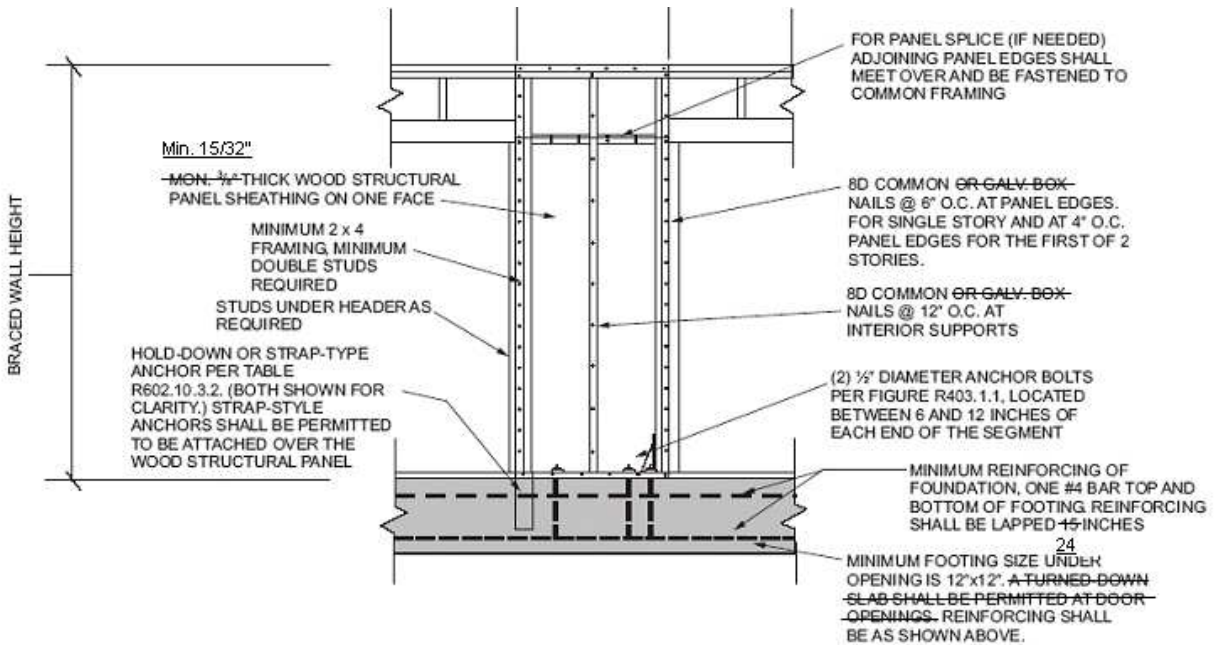 BRACED WALL HEIGHT
Min. 15/32"
MON. ³⁄₈" THICK WOOD STRUCTURAL
PANEL SHEATHING ON ONE FACE
MINIMUM 2 x 4
FRAMING, MINIMUM
DOUBLE STUDS
REQUIRED
STUDS UNDER HEADER AS
REQUIRED
HOLD-DOWN OR STRAP-TYPE
ANCHOR PER TABLE
R602.10.3.2. (BOTH SHOWN FOR
CLARITY.) STRAP-STYLE
ANCHORS SHALL BE PERMITTED
TO BE ATTACHED OVER THE
WOOD STRUCTURAL PANEL
FOR PANEL SPLICE (IF NEEDED)
ADJOINING PANEL EDGES SHALL
MEET OVER AND BE FASTENED TO
COMMON FRAMING
8D COMMON OR GALV. BOX
NAILS @ 6" O.C. AT PANEL EDGES.
FOR SINGLE STORY AND AT 4" O.C.
PANEL EDGES FOR THE FIRST OF 2
STORIES.
8D COMMON OR GALV. BOX
NAILS @ 12" O.C. AT
INTERIOR SUPPORTS
(2) ½" DIAMETER ANCHOR BOLTS
PER FIGURE R403.1.1, LOCATED
BETWEEN 6 AND 12 INCHES OF
EACH END OF THE SEGMENT
MINIMUM REINFORCING OF
FOUNDATION, ONE #4 BAR TOP AND
BOTTOM OF FOOTING. REINFORCING
SHALL BE LAPPED 15 INCHES
24
MINIMUM FOOTING SIZE UNDER
OPENING IS 12"x12". A TURNED-DOWN
SLAB SHALL BE PERMITTED AT DOOR
OPENINGS. REINFORCING SHALL
BE AS SHOWN ABOVE.